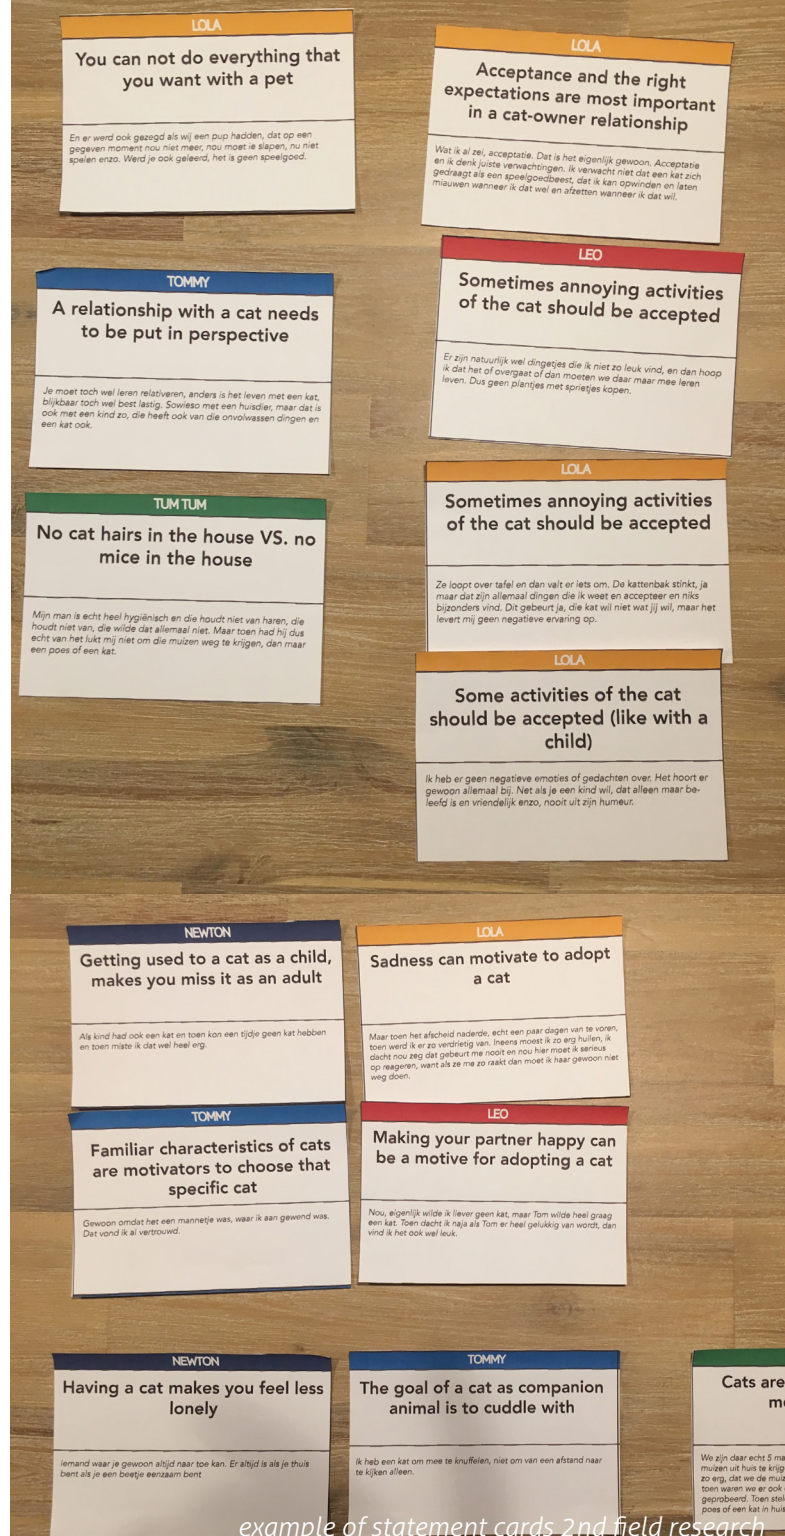 LOLA
You can not do everything that
you want with a pet
En er werd ook gezegd als wij een pup hadden, dat op een
gegeven moment nou niet meer, nou moet ie slapen, nu niet
spelen enzo. Werd je ook geleerd, het is geen speelgoed.
LOLA
Acceptance and the right
expectations are most important
in a cat-owner relationship
Wat ik al zei, acceptatie. Dat is het eigenlijk gewoon. Acceptatie
en ik denk juiste verwachtingen. Ik verwacht niet dat een kat zich
gedraagt als een speelgoedbeest, dat ik kan opwinden en laten
miauwen wanneer ik dat wel en afzetten wanneer ik dat wil.
TOMMY
A relationship with a cat needs
to be put in perspective
Je moet toch wel leren relativeren, anders is het leven met een kat,
blijkbaar toch wel best lastig. Sowieso met een huisdier, maar dat is
ook met een kind zo, die heeft ook van die onvolwassen dingen en
een kat ook.
LEO
Sometimes annoying activities
of the cat should be accepted
Er zijn natuurlijk wel dingetjes die ik niet zo leuk vind, en dan hoop
ik dat het of overgaat of dan moeten we daar maar mee leren
leven. Dus geen plantjes met sprietjes kopen.
TUM TUM
No cat hairs in the house VS. no
mice in the house
Mijn man is echt heel hygiënisch en die houdt niet van haren, die
houdt niet van, die wilde dat allemaal niet. Maar toen had hij dus
echt van het lukt mij niet om die muizen weg te krijgen, dan maar
een poes of een kat.
LOLA
Sometimes annoying activities
of the cat should be accepted
Ze loopt over tafel en dan valt er iets om. De kattenbak stinkt, ja
maar dat zijn allemaal dingen die ik weet en accepteer en niks
bijzonders vind. Dit gebeurt ja, die kat wil niet wat jij wil, maar het
levert mij geen negatieve ervaring op.
LOLA
Some activities of the cat
should be accepted (like with a
child)
Ik heb er geen negatieve emoties of gedachten over. Het hoort er
gewoon allemaal bij. Net als je een kind wil, dat alleen maar be-
leefd is en vriendelijk enzo, nooit uit zijn humeur.
NEWTON
Getting used to a cat as a child,
makes you miss it as an adult
Als kind had ook een kat en toen kon een tijdje geen kat hebben
en toen miste ik dat wel heel erg.
LOLA
Sadness can motivate to adopt
a cat
Maar toen het afscheid naderde, echt een paar dagen van te voren,
toen werd ik er zo verdrietig van. Ineens moest ik zo erg huilen, ik
dacht nou zeg dat gebeurt me nooit en nou hier moet ik serieus
op reageren, want als ze me zo raakt dan moet ik haar gewoon niet
weg doen.
TOMMY
Familiar characteristics of cats
are motivators to choose that
specific cat
Gewoon omdat het een mannetje was, waar ik aan gewend was.
Dat vond ik al vertrouwd.
LEO
Making your partner happy can
be a motive for adopting a cat
Nou, eigenlijk wilde ik liever geen kat, maar Tom wilde heel graag
een kat. Toen dacht ik naja als Tom er heel gelukkig van wordt, dan
vind ik het ook wel leuk.
NEWTON
Having a cat makes you feel less
lonely
iemand waar je gewoon altijd naar toe kan. Er altijd is als je thuis
bent als je een beetje eenzaam bent
TOMMY
The goal of a cat as companion
animal is to cuddle with
Ik heb een kat om mee te knuffelen, niet om van een afstand naar
te kijken alleen.
Cats are
We zijn daar echt 5
muizen uit huis te
zo erg, dat we de
toen waren we er ook
geprobeerd. Toen
poes of een kat in
example of statement cards 2nd field research